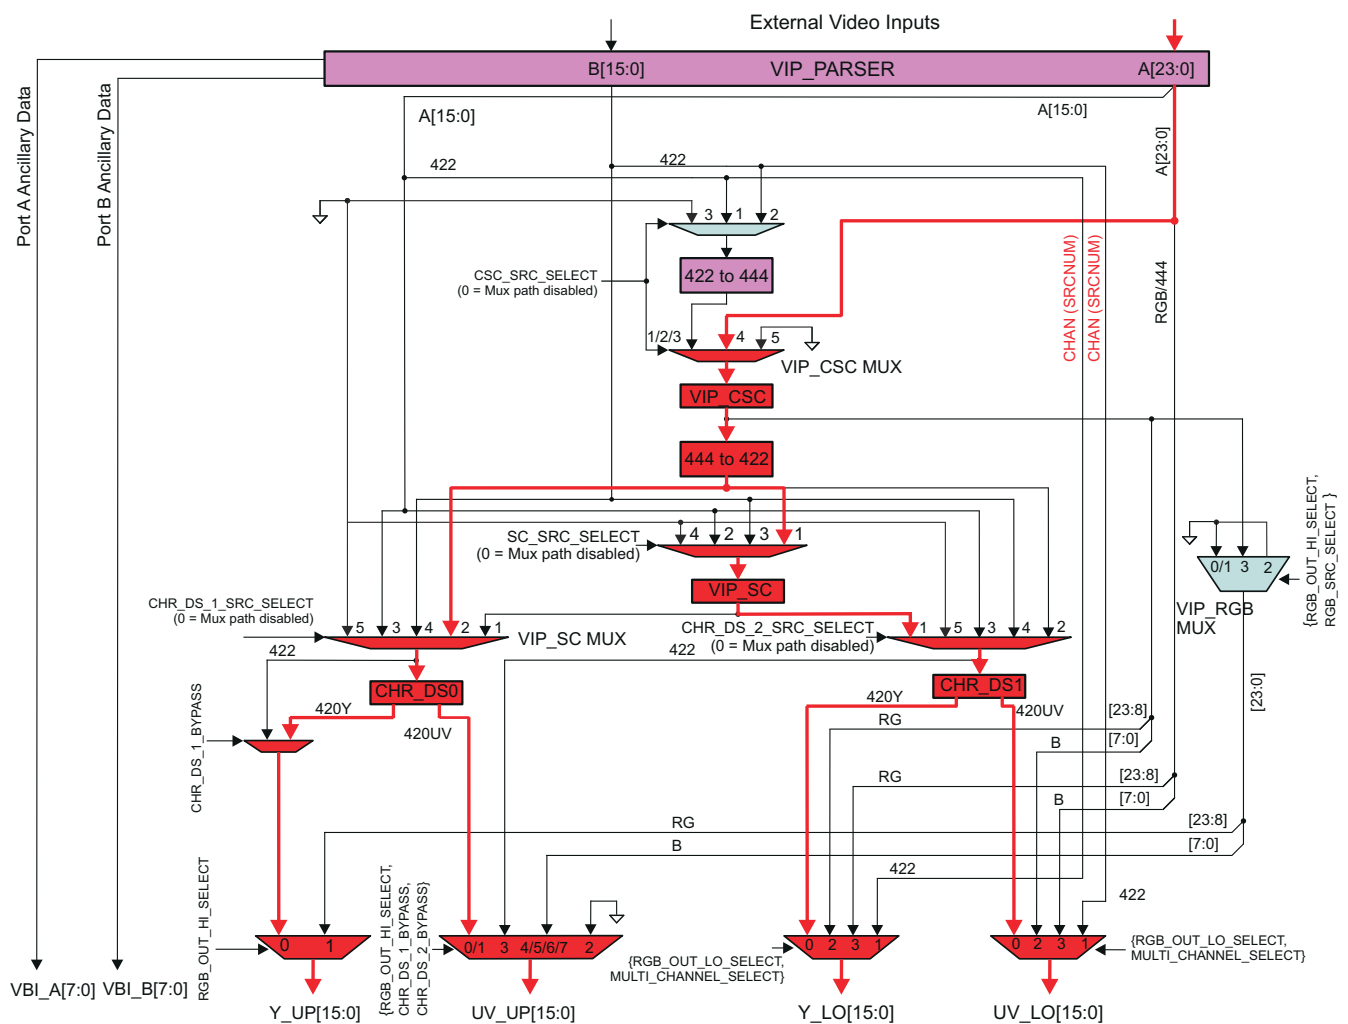 External Video Inputs
B[15:0]
VIP_PARSER
A[23:0]
Port A Ancillary Data
Port B Ancillary Data
A[15:0]
A[15:0]
A[23:0]
422
422
3
1
2
CSC_SRC_SELECT
(0 = Mux path disabled)
422 to 444
CHAN (SRCNUM)
CHAN (SRCNUM)
RGB/444
1/2/3
4
5
VIP_CSC MUX
VIP_CSC
444 to 422
SC_SRC_SELECT
(0 = Mux path disabled)
4
2
3
1
{RGB_OUT_HI_SELECT,
RGB_SRC_SELECT }
0/1
3
2
VIP_RGB
MUX
VIP_SC
CHR_DS_1_SRC_SELECT
(0 = Mux path disabled)
5
3
4
2
1
VIP_SC MUX
CHR_DS_2_SRC_SELECT
(0 = Mux path disabled)
1
5
3
4
2
422
422
CHR_DS0
CHR_DS1
420Y
420UV
420Y
420UV
CHR_DS_1_BYPASS
[23:0]
RG
[23:8]
B
[7:0]
RG
[23:8]
B
[7:0]
RG
[23:8]
B
[7:0]
422
422
RGB_OUT_HI_SELECT
0
1
{RGB_OUT_HI_SELECT,
CHR_DS_1_BYPASS,
CHR_DS_2_BYPASS}
0/1
3
4/5/6/7
2
{RGB_OUT_LO_SELECT,
MULTI_CHANNEL_SELECT}
0
2
3
1
0
2
3
1
{RGB_OUT_LO_SELECT,
MULTI_CHANNEL_SELECT}
VBI_A[7:0]
VBI_B[7:0]
Y_UP[15:0]
UV_UP[15:0]
Y_LO[15:0]
UV_LO[15:0]